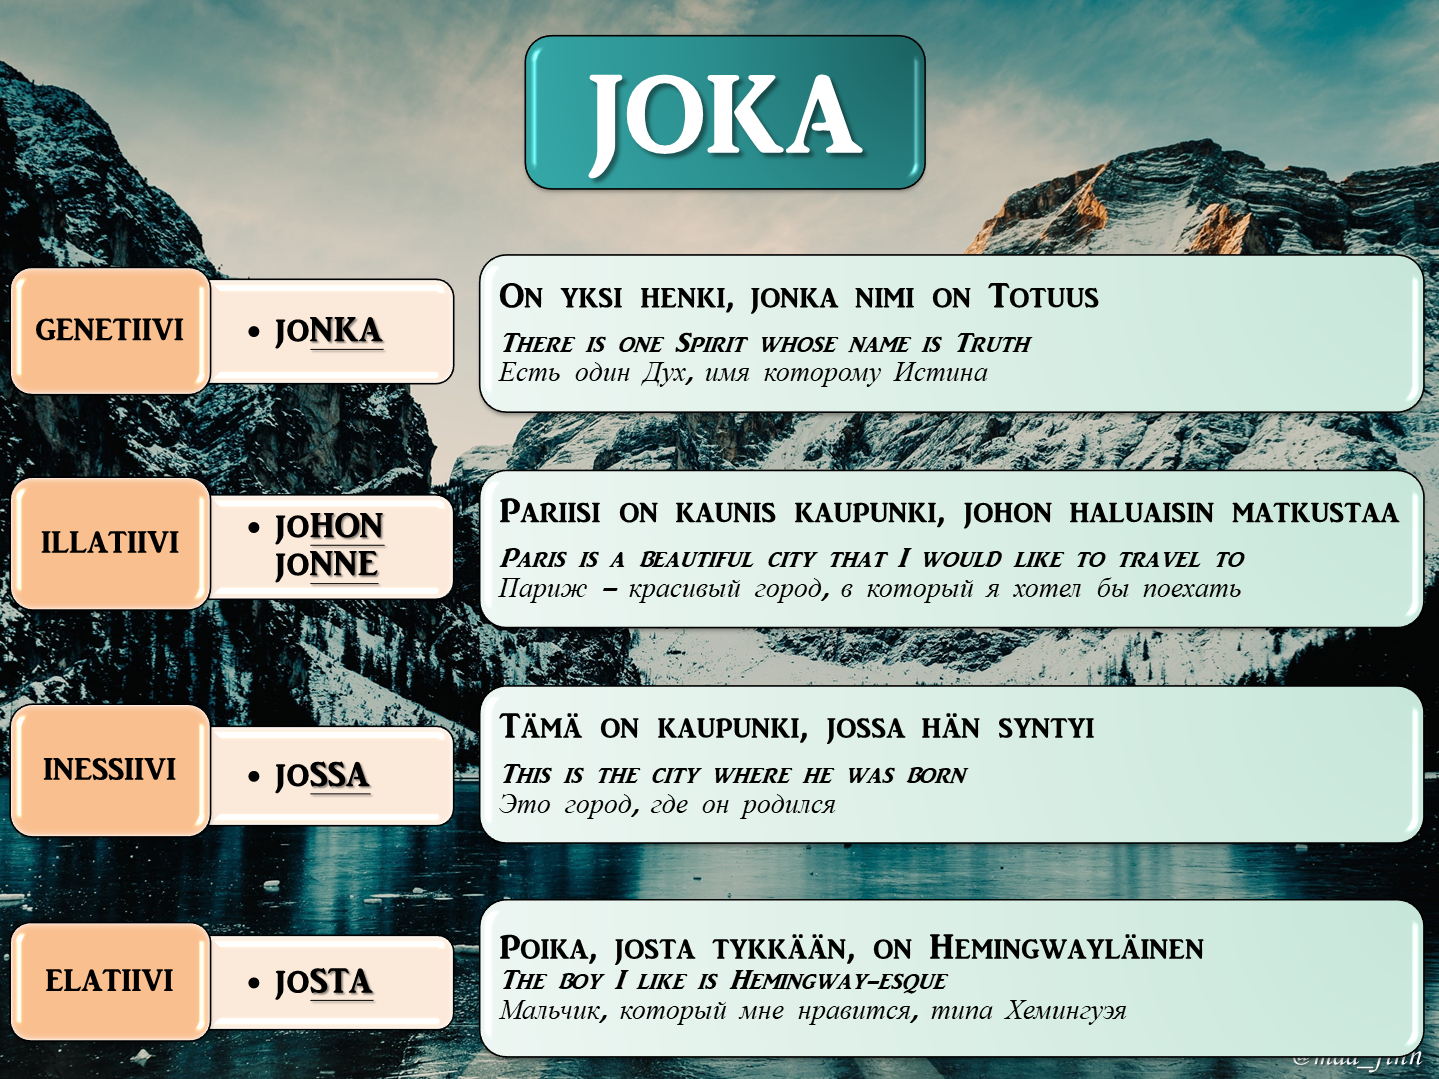 JOKA
GENETIIVI
• JONKA
On yksi henki, jonka nimi on Totuus
There is one Spirit whose name is Truth
Есть один Дух, имя которому Истина
ILLATIIVI
• JOHON
JONNE
Pariisi on kaunis kaupunki, johon haluaisin matkustaa
Paris is a beautiful city that I would like to travel to
Париж – красивый город, в который я хотел бы поехать
INESSIIVI
• JOSSA
Tämä on kaupunki, jossa hän syntyi
This is the city where he was born
Это город, где он родился
ELATIIVI
• JOSTA
Poika, josta tykkään, on Hemingwayläinen
The boy I like is Hemingway-esque
Мальчик, который мне нравится, типа Хемингуэя